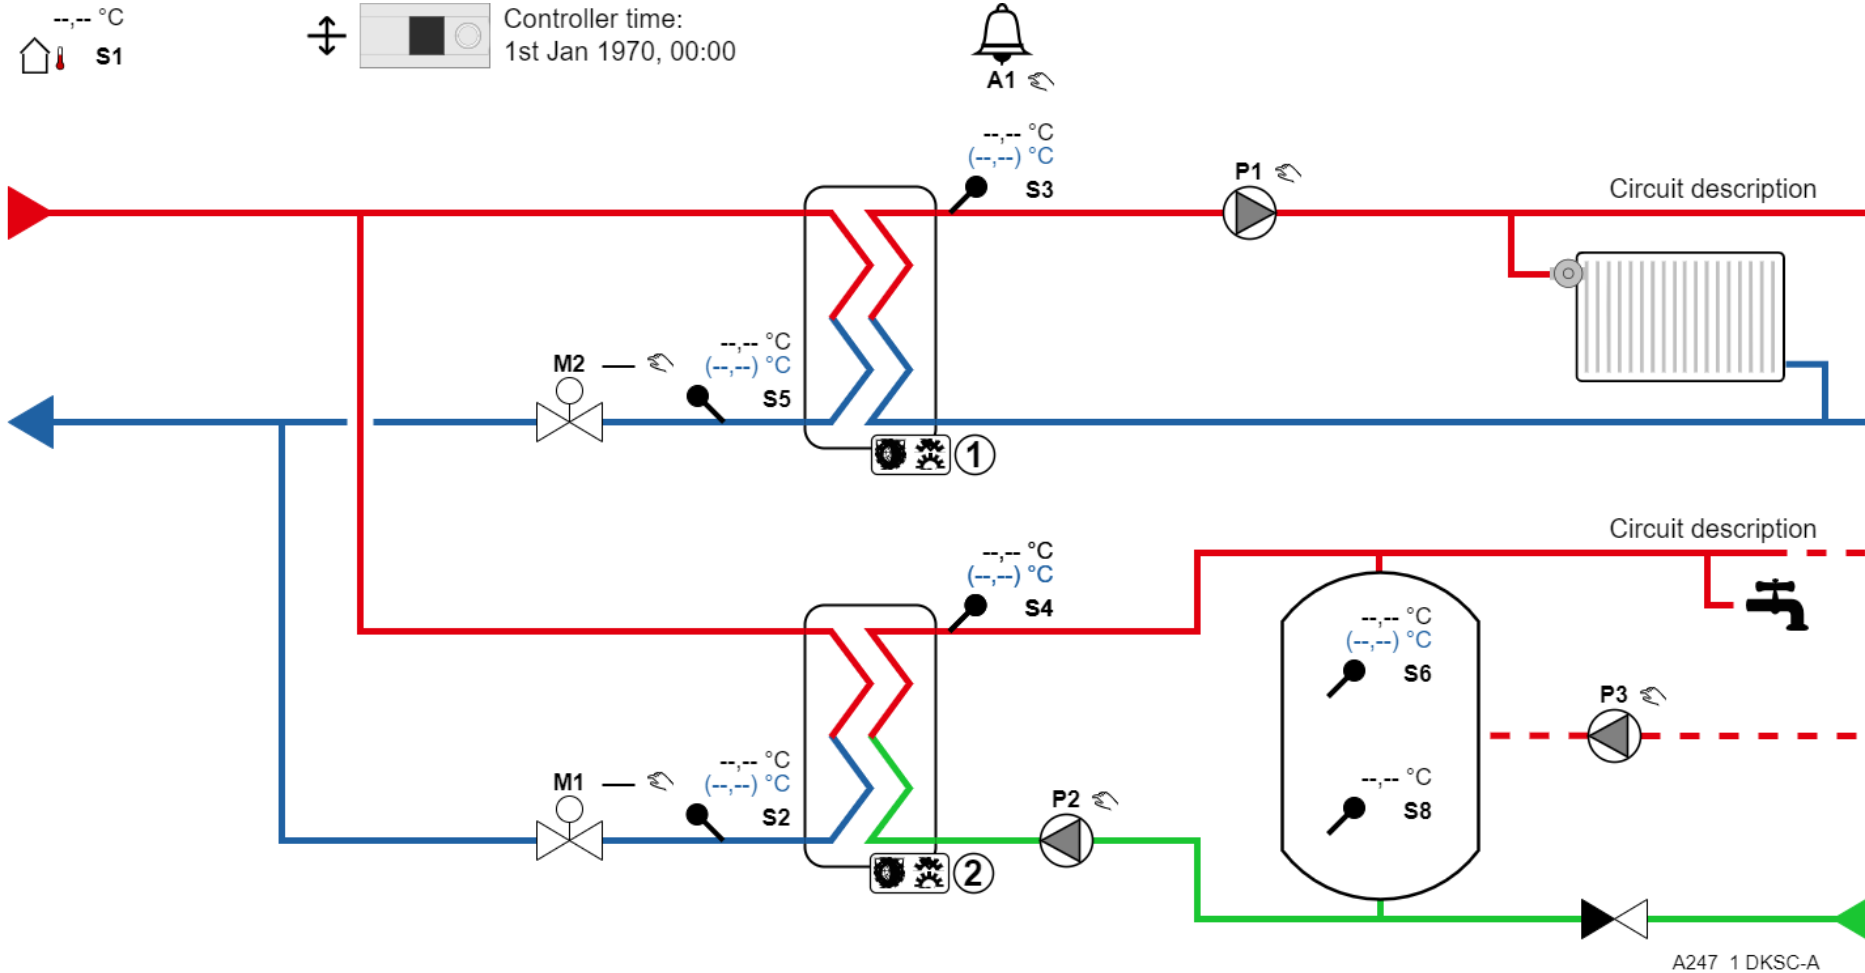 --,-- °C
S1
Controller time:
1st Jan 1970, 00:00
A1
--,-- °C
(--,--) °C
S3
P1
Circuit description
M2
--,-- °C
(--,--) °C
S5
1
Circuit description
--,-- °C
(--,--) °C
S4
--,-- °C
(--,--) °C
S6
P3
M1
--,-- °C
(--,--) °C
S2
P2
--,-- °C
S8
2
A247 1 DKSC-A